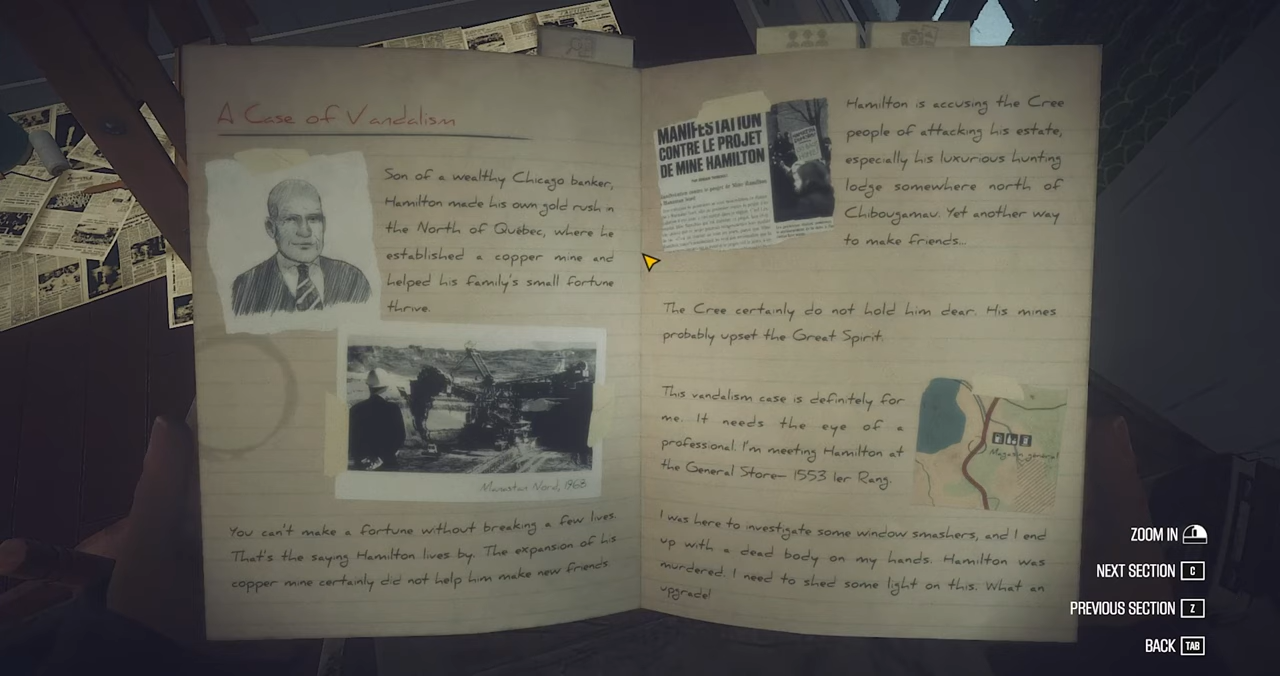 A Case of Vandalism
Son of a wealthy Chicago banker,
Hamilton made his own gold rush in
the North of Québec, where he
established a copper mine and
helped his family's small fortune
thrive.
Nord, 1968
You can't make a fortune without breaking a few lives.
That's the saying Hamilton lives by. The expansion of his
copper mine certainly did not help him make new friends.
MANIFESTATION
CONTRE LE PROJET
DE MINE HAMILTON
Hamilton is accusing the Cree
people of attacking his estate,
especially his luxurious hunting
lodge somewhere north of
Chibougamau. Yet another way
to make friends...
The Cree certainly do not hold him dear. His mines
probably upset the Great Spirit.
This vandalism case is definitely for
me. It needs the eye of a
professional. I'm meeting Hamilton at
the General Store- 1553 1er Rang.
Magasin général
I was here to investigate some window smashers, and I end
up with a dead body on my hands. Hamilton was
murdered. I need to shed some light on this. What an
upgrade!
ZOOM IN
NEXT SECTION C
PREVIOUS SECTION Z
BACK TAB